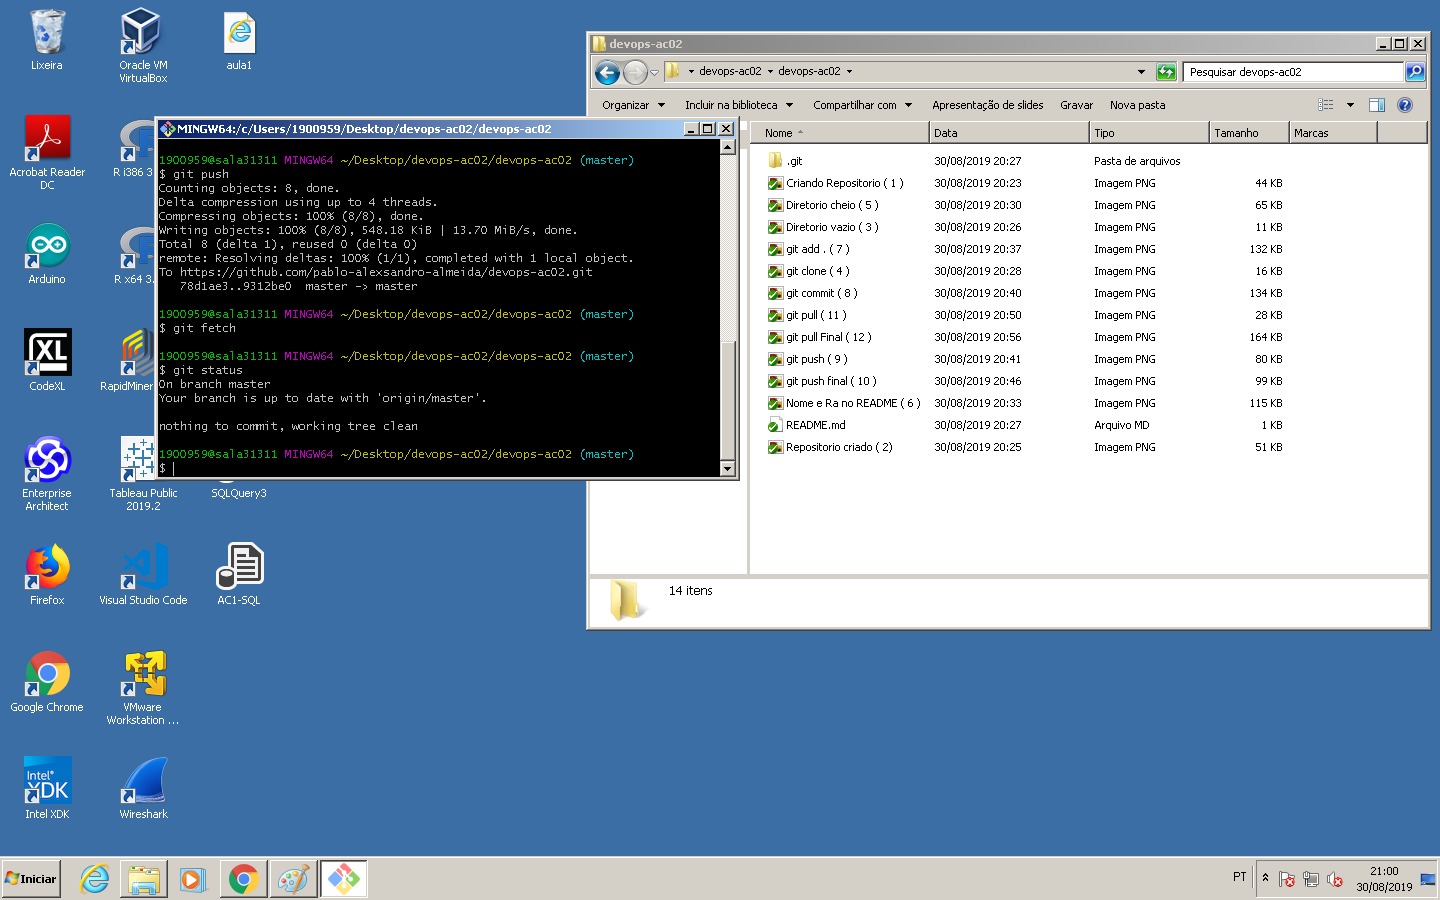 Lixeira
Oracle VM
VirtualBox
aula1
Acrobat Reader
DC
R i386 3.
Arduino
R x64 3.
CodeXL
RapidMiner
Enterprise
Architect
Tableau Public
2019.2
SQLQuery3
Firefox
Visual Studio Code
AC1-SQL
Google Chrome
VMware
Workstation ...
Intel XDK
Wireshark
MINGW64:/c/Users/1900959/Desktop/devops-ac02/devops-ac02
1900959@sala31311 MINGW64 ~/Desktop/devops-ac02/devops-ac02 (master)
$ git push
Counting objects: 8, done.
Delta compression using up to 4 threads.
Compressing objects: 100% (8/8), done.
Writing objects: 100% (8/8), 548.18 KiB | 13.70 MiB/s, done.
Total 8 (delta 1), reused 0 (delta 0)
remote: Resolving deltas: 100% (1/1), completed with 1 local object.
To https://github.com/pablo-alexsandro-almeida/devops-ac02.git
78d1ae3..9312be0 master -> master
1900959@sala31311 MINGW64 ~/Desktop/devops-ac02/devops-ac02 (master)
$ git fetch
1900959@sala31311 MINGW64 ~/Desktop/devops-ac02/devops-ac02 (master)
$ git status
On branch master
Your branch is up to date with 'origin/master'.
nothing to commit, working tree clean
1900959@sala31311 MINGW64 ~/Desktop/devops-ac02/devops-ac02 (master)
$
devops-ac02
devops-ac02 devops-ac02
Pesquisar devops-ac02
Organizar Incluir na biblioteca Compartilhar com Apresentação de slides Gravar Nova pasta
Nome Data Tipo Tamanho Marcas
.git 30/08/2019 20:27 Pasta de arquivos
Criando Repositorio ( 1 ) 30/08/2019 20:23 Imagem PNG 44 KB
Diretorio cheio ( 5 ) 30/08/2019 20:30 Imagem PNG 65 KB
Diretorio vazio ( 3 ) 30/08/2019 20:26 Imagem PNG 11 KB
git add . ( 7 ) 30/08/2019 20:37 Imagem PNG 132 KB
git clone ( 4 ) 30/08/2019 20:28 Imagem PNG 16 KB
git commit ( 8 ) 30/08/2019 20:40 Imagem PNG 134 KB
git pull ( 11 ) 30/08/2019 20:50 Imagem PNG 28 KB
git pull Final ( 12 ) 30/08/2019 20:56 Imagem PNG 164 KB
git push ( 9 ) 30/08/2019 20:41 Imagem PNG 80 KB
git push final ( 10 ) 30/08/2019 20:46 Imagem PNG 99 KB
Nome e Ra no README ( 6 ) 30/08/2019 20:33 Imagem PNG 115 KB
README.md 30/08/2019 20:27 Arquivo MD 1 KB
Repositorio criado ( 2) 30/08/2019 20:25 Imagem PNG 51 KB
14 itens
Iniciar
PT
21:00
30/08/2019